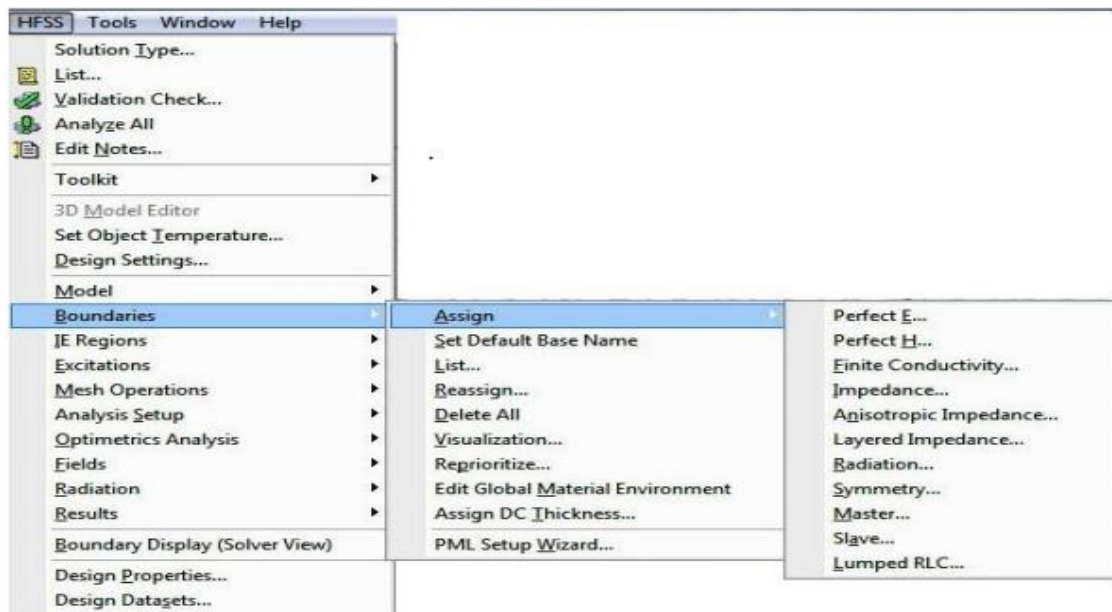 HFSS Tools Window Help
Solution Type...
List...
Validation Check...
Analyze All
Edit Notes...
Toolkit
3D Model Editor
Set Object Temperature...
Design Settings...
Model
Boundaries
IE Regions
Excitations
Mesh Operations
Analysis Setup
Optimetrics Analysis
Fields
Radiation
Results
Boundary Display (Solver View)
Design Properties...
Design Datasets...
Assign
Set Default Base Name
List...
Reassign...
Delete All
Visualization...
Reprioritize...
Edit Global Material Environment
Assign DC Thickness...
PML Setup Wizard...
Perfect E...
Perfect H...
Finite Conductivity...
Impedance...
Anisotropic Impedance...
Layered Impedance...
Radiation...
Symmetry...
Master...
Slave...
Lumped RLC...